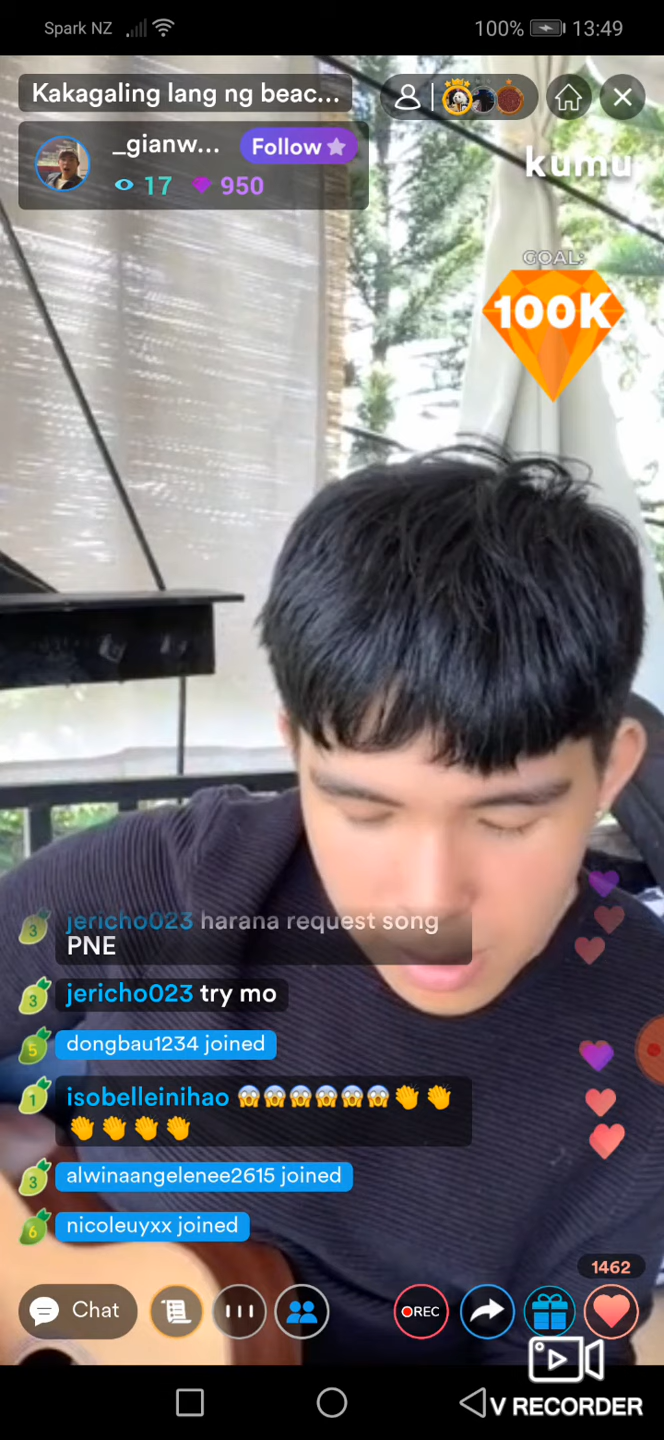 Spark NZ
100% 13:49
Kakagaling lang ng beac...
_gianw... Follow
17 950
kumu
GOAL:
100K
jericho023 harana request song
PNE
jericho023 try mo
dongbau1234 joined
isobelleinihao 😱😱😱😱😱😱👏👏
👏👏👏👏
alwinaangelenee2615 joined
nicoleuyxx joined
1462
Chat
REC
V RECORDER
3
3
5
1
3
6